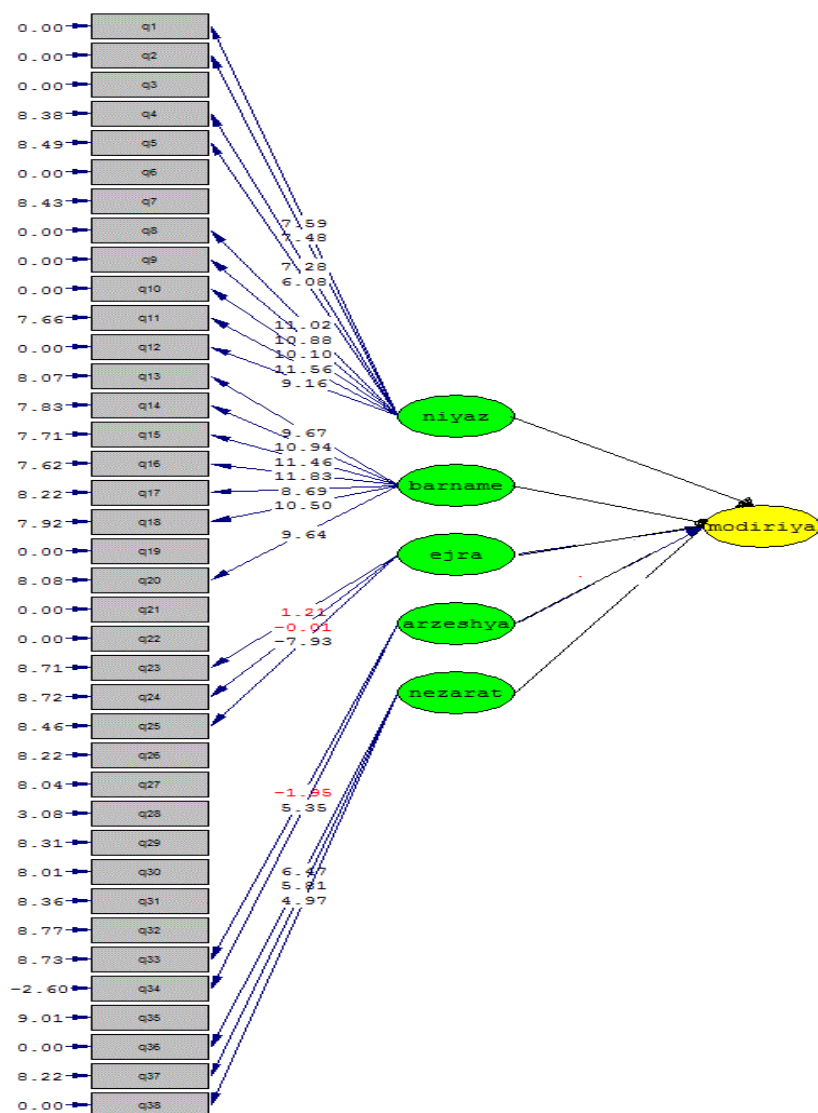 0.00 q1
0.00 q2
0.00 q3
8.38 q4
8.49 q5
0.00 q6
8.43 q7
0.00 q8
0.00 q9
0.00 q10
7.66 q11
0.00 q12
8.07 q13
7.83 q14
7.71 q15
7.62 q16
8.22 q17
7.92 q18
0.00 q19
8.08 q20
0.00 q21
0.00 q22
8.71 q23
8.72 q24
8.46 q25
8.22 q26
8.04 q27
3.08 q28
8.31 q29
8.01 q30
8.36 q31
8.77 q32
8.73 q33
-2.60 q34
9.01 q35
0.00 q36
8.22 q37
0.00 q38
7.59
7.48
7.28
6.08
11.02
10.88
10.10
11.56
9.16
9.67
10.94
11.46
11.83
8.69
10.50
9.64
1.21
-0.01
-7.93
-1.95
5.35
6.47
5.81
4.97
niyaz
barname
ejra
arzeshya
nezarat
modiriya